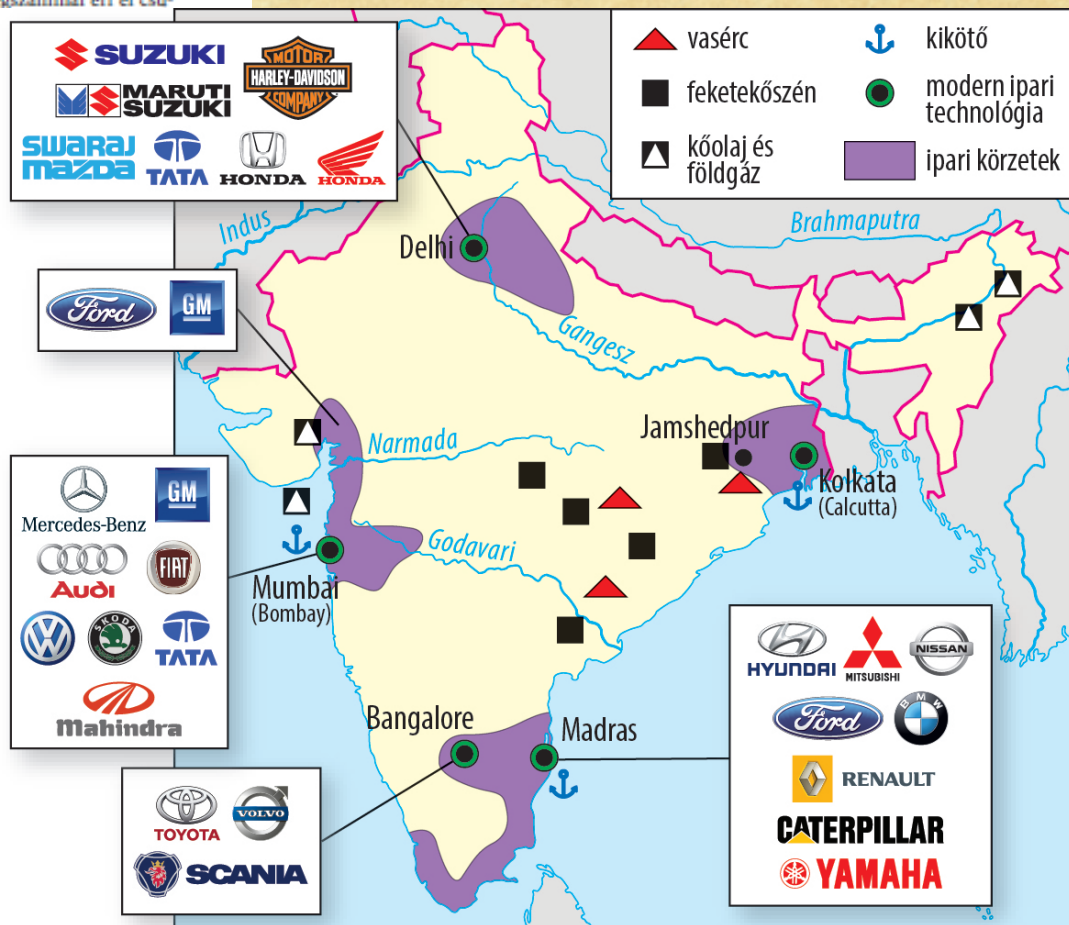 SUZUKI
MARUTI
SUZUKI
MOTOR
HARLEY-DAVIDSON
COMPANY
SWARAJ
MAZDA
TATA
HONDA
HONDA
vasérc
kikötő
feketekőszén
modern ipari
technológia
kőolaj és
földgáz
ipari körzetek
Indus
Brahmaputra
Delhi
Ford
GM
Gangesz
Jamshedpur
Narmada
Kolkata
(Calcutta)
Mercedes-Benz
GM
Audi
FIAT
SKODA
TATA
Mahindra
Godavari
Mumbai
(Bombay)
HYUNDAI
MITSUBISHI
NISSAN
Ford
BMW
RENAULT
CATERPILLAR
YAMAHA
Bangalore
Madras
TOYOTA
VOLVO
SCANIA